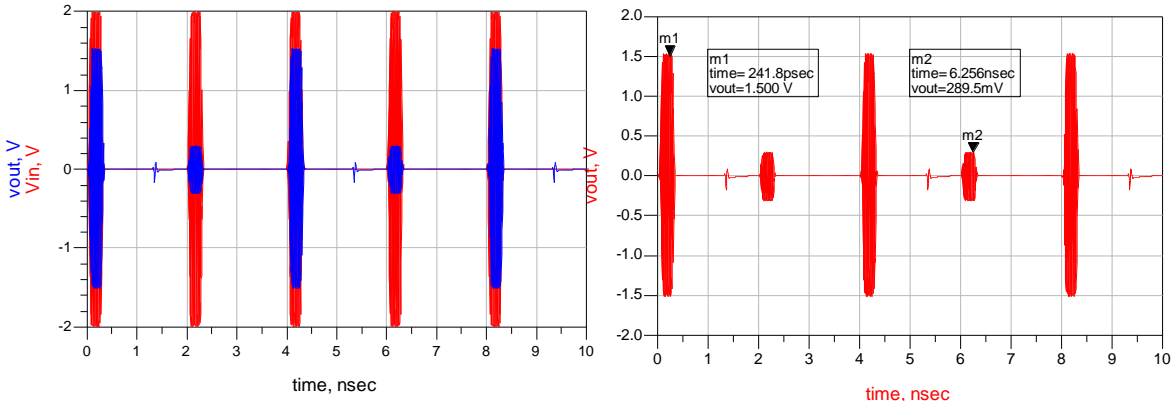 2
1
0
-1
-2
vout, V
Vin, V
0 1 2 3 4 5 6 7 8 9 10
time, nsec
2.0
1.5
1.0
0.5
0.0
-0.5
-1.0
-1.5
-2.0
vout, V
m1
m1
time= 241.8psec
vout=1.500 V
m2
time= 6.256nsec
vout=289.5mV
m2
0 1 2 3 4 5 6 7 8 9 10
time, nsec